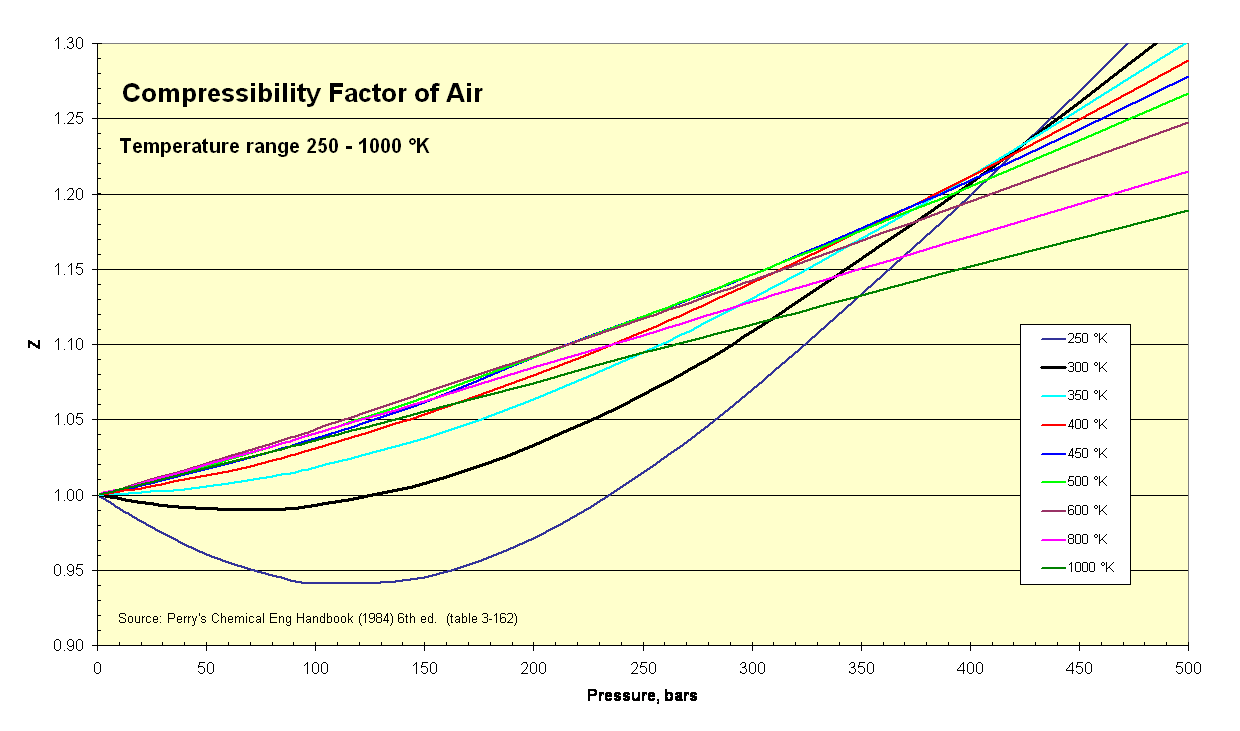 Compressibility Factor of Air
Temperature range 250 - 1000 °K
1.30
1.25
1.20
1.15
1.10
1.05
1.00
0.95
0.90
Z
250 °K
300 °K
350 °K
400 °K
450 °K
500 °K
600 °K
800 °K
1000 °K
Source: Perry's Chemical Eng Handbook (1984) 6th ed. (table 3-162)
0 50 100 150 200 250 300 350 400 450 500
Pressure, bars